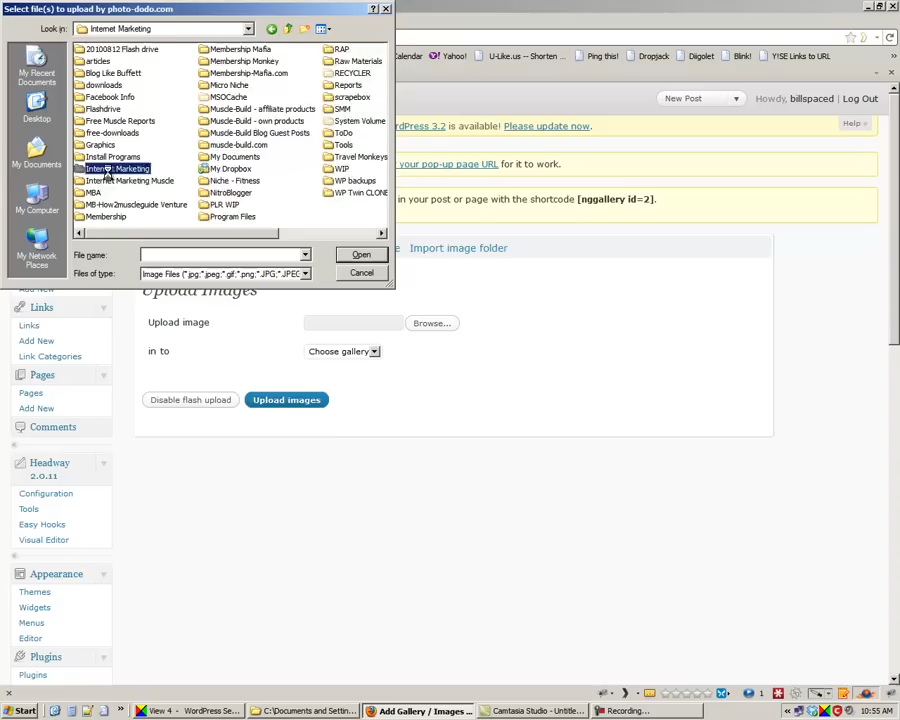 Select file(s) to upload by photo-dodo.com
Look in:
Internet Marketing
My Recent
Documents
Desktop
My Documents
My Computer
My Network
Places
20100812 Flash drive
articles
Blog Like Buffett
downloads
Facebook Info
Flashdrive
Free Muscle Reports
free-downloads
Graphics
Install Programs
Internet Marketing
Internet Marketing Muscle
MBA
MB-How2muscleguide Venture
Membership
Membership Mafia
Membership Monkey
Membership-Mafia.com
Micro Niche
MSOCache
Muscle-Build - affiliate products
Muscle-Build - own products
Muscle-Build Blog Guest Posts
muscle-build.com
My Documents
My Dropbox
Niche - Fitness
NitroBlogger
PLR WIP
Program Files
RAP
Raw Materials
RECYCLER
Reports
scrapebox
SMM
System Volume
ToDo
Tools
Travel Monkeys
WIP
WP backups
WP Twin CLONE
File name:
Open
Files of type:
Image Files (*.jpg;*.jpeg;*.gif;*.png;*.JPG;*.JPEC
Cancel
Calendar
Yahoo!
U-Like.us -- Shorten ...
Ping this!
Dropjack
Diigolet
Blink!
Y!SE Links to URL
New Post
Howdy, billspaced
Log Out
Help
rdPress 3.2 is available! Please update now.
your pop-up page URL for it to work.
in your post or page with the shortcode [nggallery id=2].
Import image folder
Upload Images
Upload image
Browse...
in to
Choose gallery
Disable flash upload
Upload images
Add New
Links
Links
Add New
Link Categories
Pages
Pages
Add New
Comments
Headway
2.0.11
Configuration
Tools
Easy Hooks
Visual Editor
Appearance
Themes
Widgets
Menus
Editor
Plugins
Plugins
1
Start
View 4 - WordPress Se...
C:\Documents and Settin...
Add Gallery / Images ...
Camtasia Studio - Untitle...
Recording...
10:55 AM